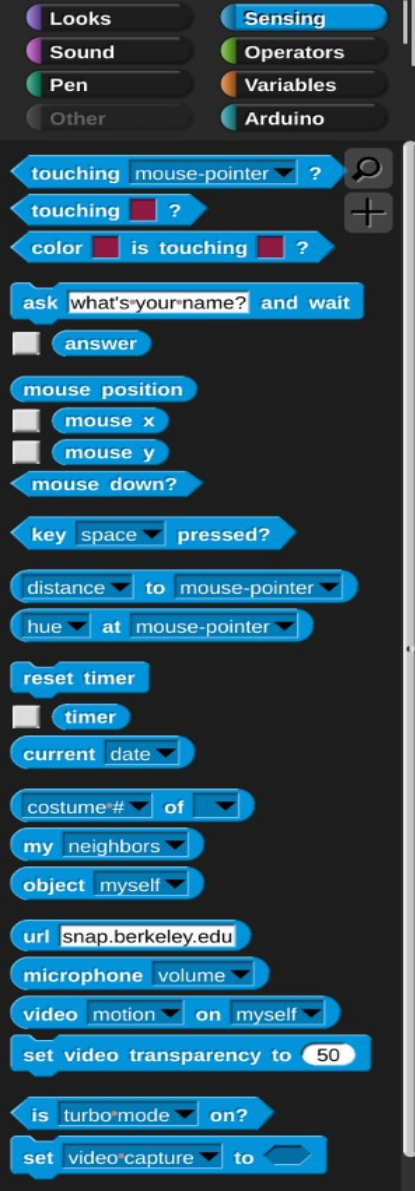 Looks Sensing
Sound Operators
Pen Variables
Other Arduino
touching mouse-pointer ?
touching ?
color is touching ?
ask what's your name? and wait
answer
mouse position
mouse x
mouse y
mouse down?
key space pressed?
distance to mouse-pointer
hue at mouse-pointer
reset timer
timer
current date
costume # of
my neighbors
object myself
url snap.berkeley.edu
microphone volume
video motion on myself
set video transparency to 50
is turbo mode on?
set video capture to